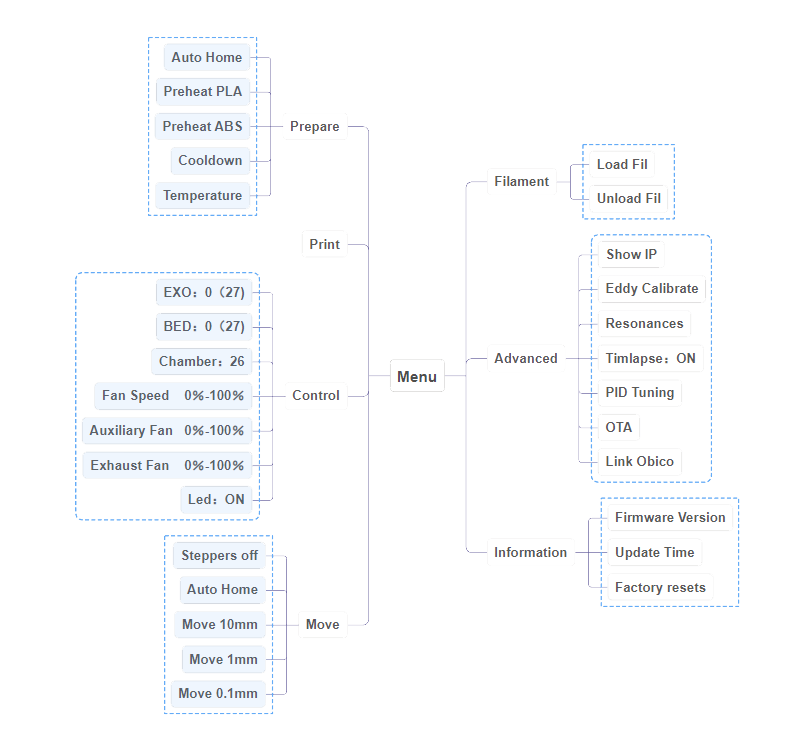 Auto Home
Preheat PLA
Preheat ABS
Cooldown
Temperature
Prepare
Print
EXO：0（27)
BED：0（27)
Chamber：26
Fan Speed 0%-100%
Auxiliary Fan 0%-100%
Exhaust Fan 0%-100%
Led：ON
Control
Steppers off
Auto Home
Move 10mm
Move 1mm
Move 0.1mm
Move
Menu
Filament
Load Fil
Unload Fil
Advanced
Show IP
Eddy Calibrate
Resonances
Timlapse：ON
PID Tuning
OTA
Link Obico
Information
Firmware Version
Update Time
Factory resets